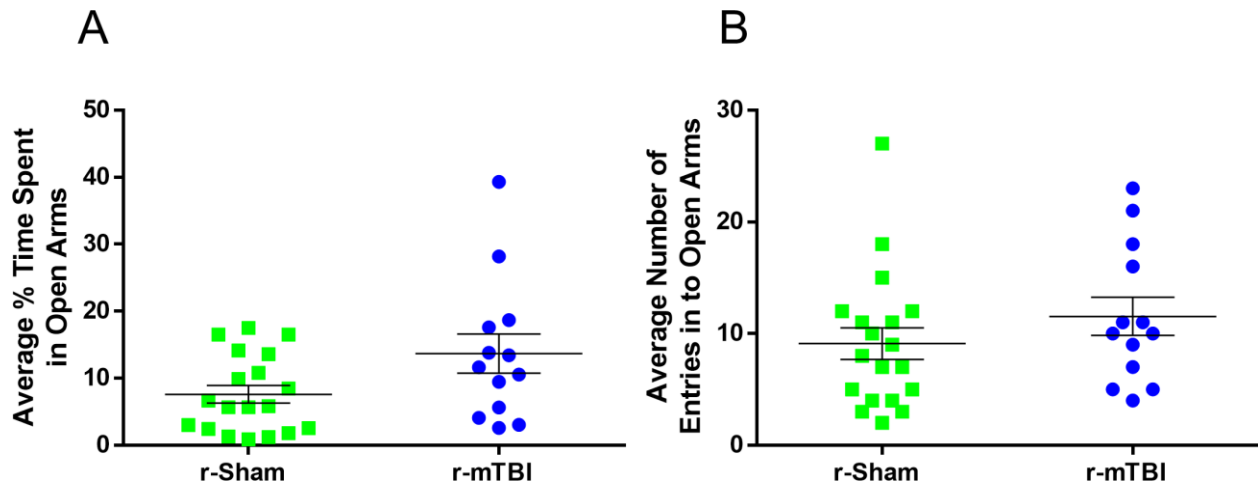 A
Average % Time Spent
in Open Arms
50
40
30
20
10
0
r-Sham
r-mTBI
B
Average Number of
Entries in to Open Arms
30
20
10
0
r-Sham
r-mTBI